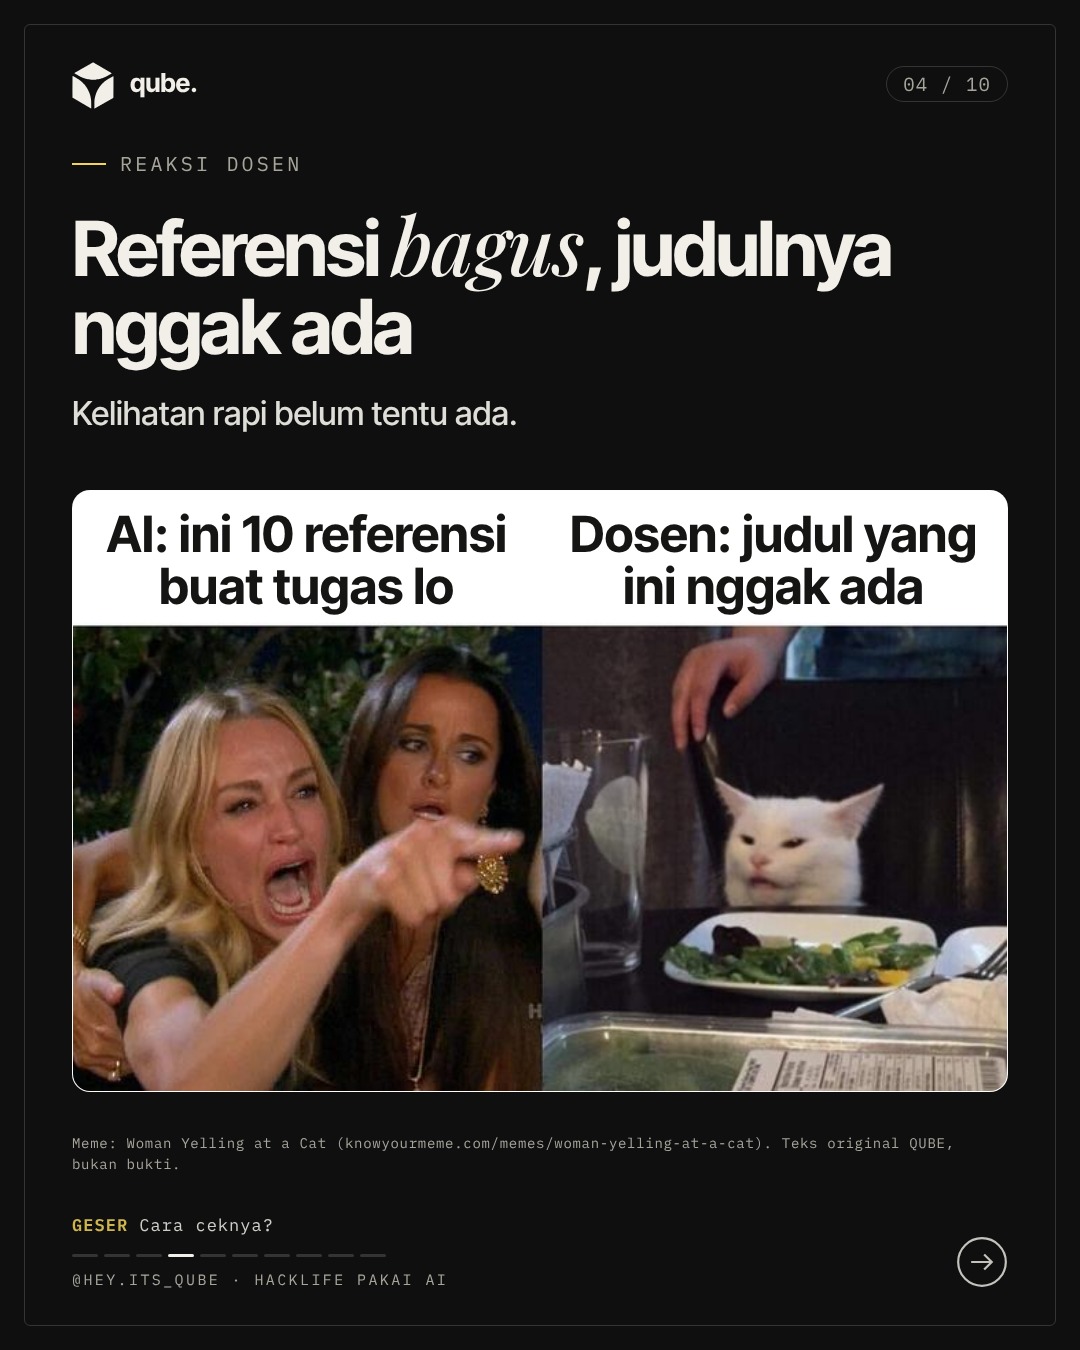 qube.
04 / 10
REAKSI DOSEN
Referensi bagus, judulnya
nggak ada
Kelihatan rapi belum tentu ada.
AI: ini 10 referensi
buat tugas lo
Dosen: judul yang
ini nggak ada
H
Meme: Woman Yelling at a Cat (knowyourmeme.com/memes/woman-yelling-at-a-cat). Teks original QUBE,
bukan bukti.
GESER Cara ceknya?
@HEY.ITS_QUBE · HACKLIFE PAKAI AI